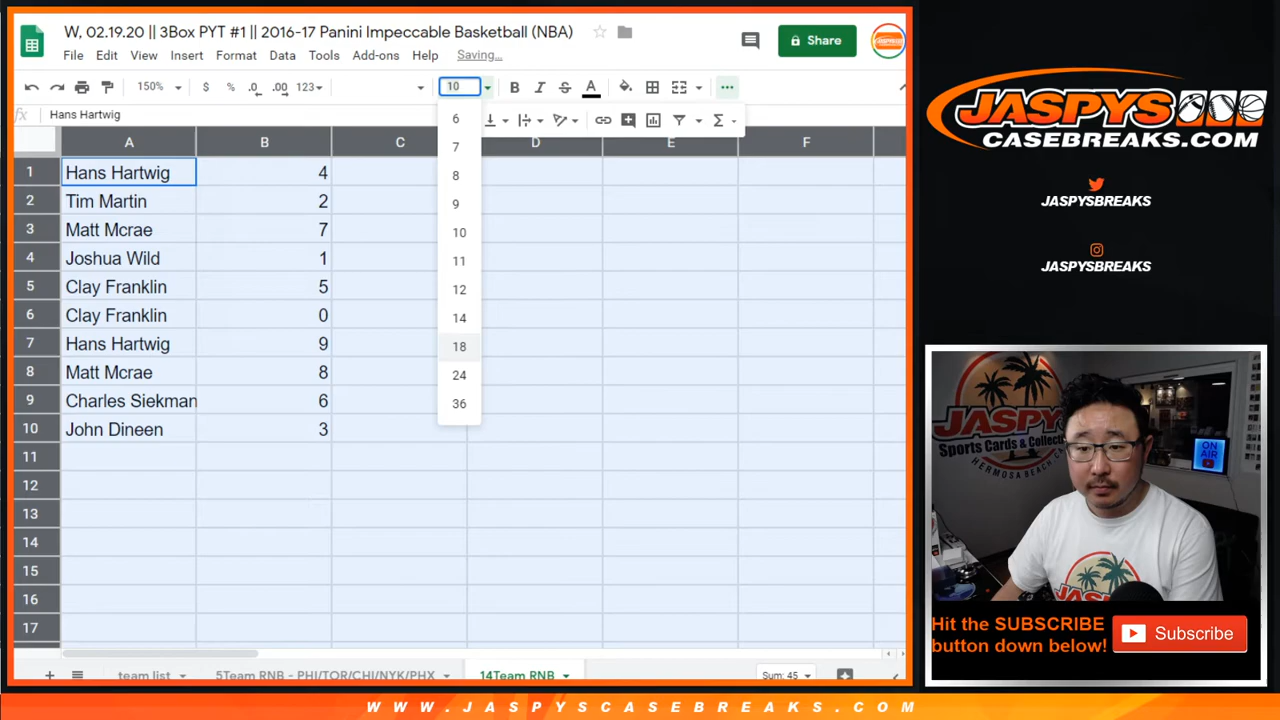 W, 02.19.20 || 3Box PYT #1 || 2016-17 Panini Impeccable Basketball (NBA)
File Edit View Insert Format Data Tools Add-ons Help Saving...
Share
150% $ % .0 .00 123 10 B I S A
fx Hans Hartwig
A B C D E F
1 Hans Hartwig 4
2 Tim Martin 2
3 Matt Mcrae 7
4 Joshua Wild 1
5 Clay Franklin 5
6 Clay Franklin 0
7 Hans Hartwig 9
8 Matt Mcrae 8
9 Charles Siekman 6
10 John Dineen 3
11
12
13
14
15
16
17
6
7
8
9
10
11
12
14
18
24
36
team list 5Team RNB - PHI/TOR/CHI/NYK/PHX 14Team RNB Sum: 45
JASPYS
CASEBREAKS.COM
JASPYSBREAKS
JASPYSBREAKS
JASPYS
Sports Cards & Collecti
HERMOSA BEACH, CA
ON
AIR
Hit the SUBSCRIBE
button down below!
Subscribe
WWW.JASPYSCASEBREAKS.COM